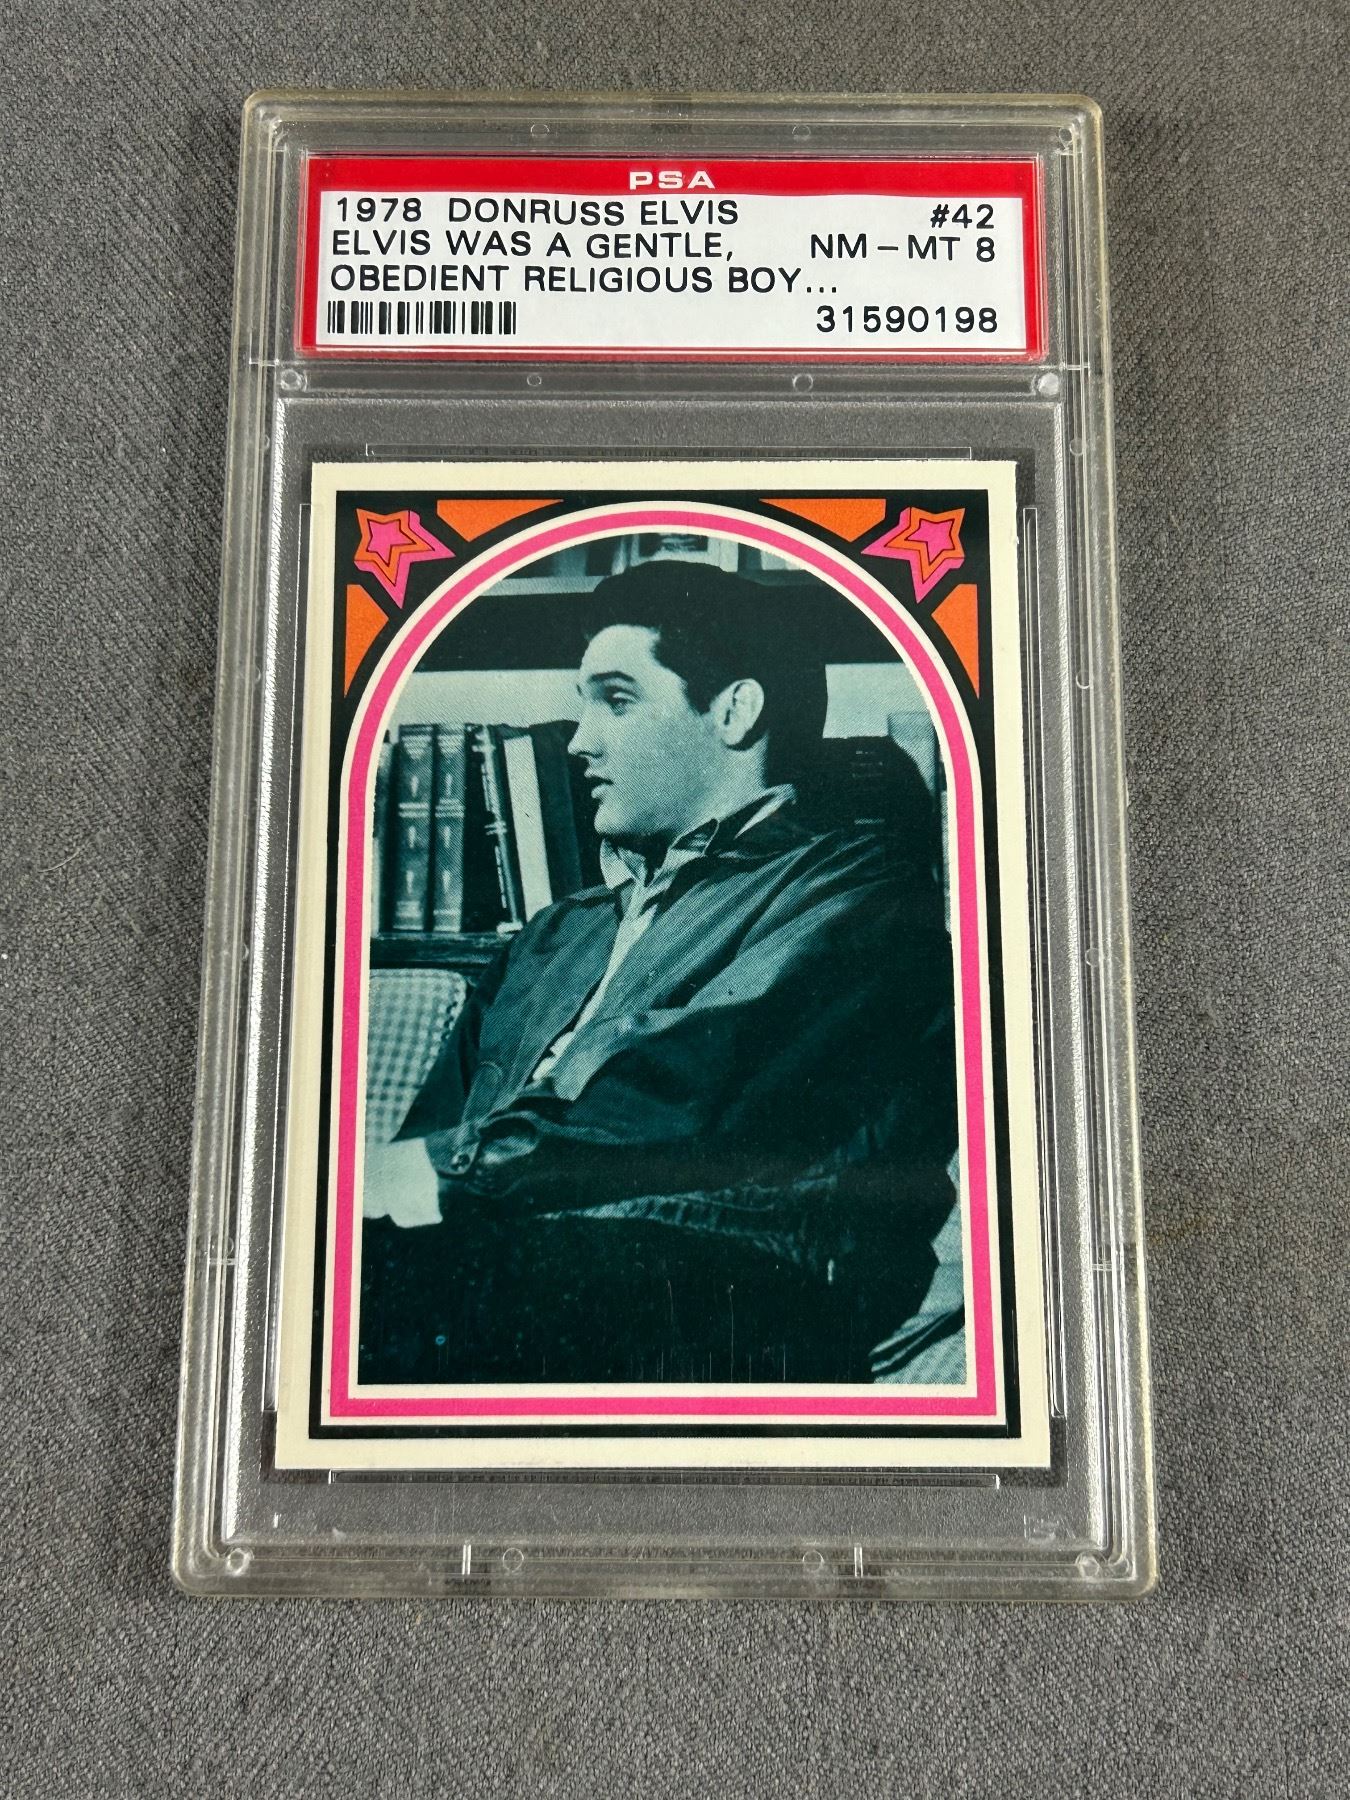 PSA
1978 DONRUSS ELVIS #42
ELVIS WAS A GENTLE, NM-MT 8
OBEDIENT RELIGIOUS BOY...
31590198